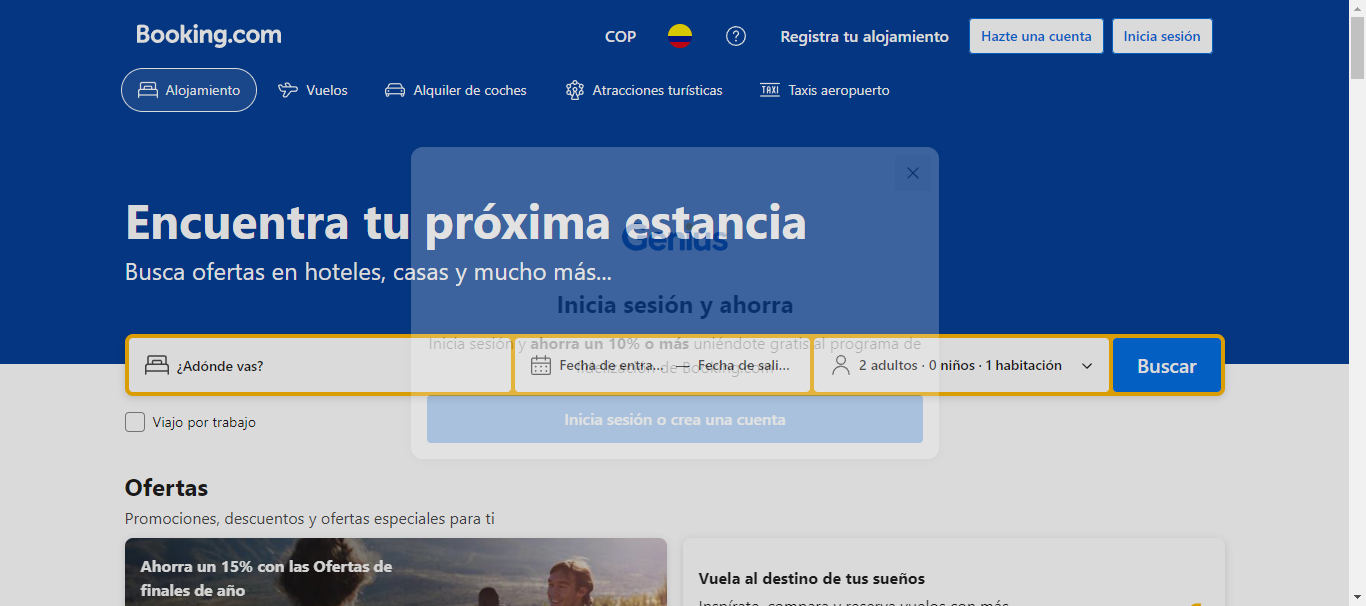 Booking.com
COP
Registra tu alojamiento
Hazte una cuenta
Inicia sesión
Alojamiento
Vuelos
Alquiler de coches
Atracciones turísticas
TAXI
Taxis aeropuerto
Encuentra tu próxima estancia
Genius
Busca ofertas en hoteles, casas y mucho más...
Inicia sesión y ahorra
Inicia sesión y ahorra un 10% o más uniéndote gratis al programa de
fidelización de Booking.com
¿Adónde vas?
Fecha de entra... — Fecha de sali...
2 adultos · 0 niños · 1 habitación
Buscar
Viajo por trabajo
Inicia sesión o crea una cuenta
Ofertas
Promociones, descuentos y ofertas especiales para ti
Ahorra un 15% con las Ofertas de
finales de año
Vuela al destino de tus sueños
Inspírate, compara y reserva vuelos con más